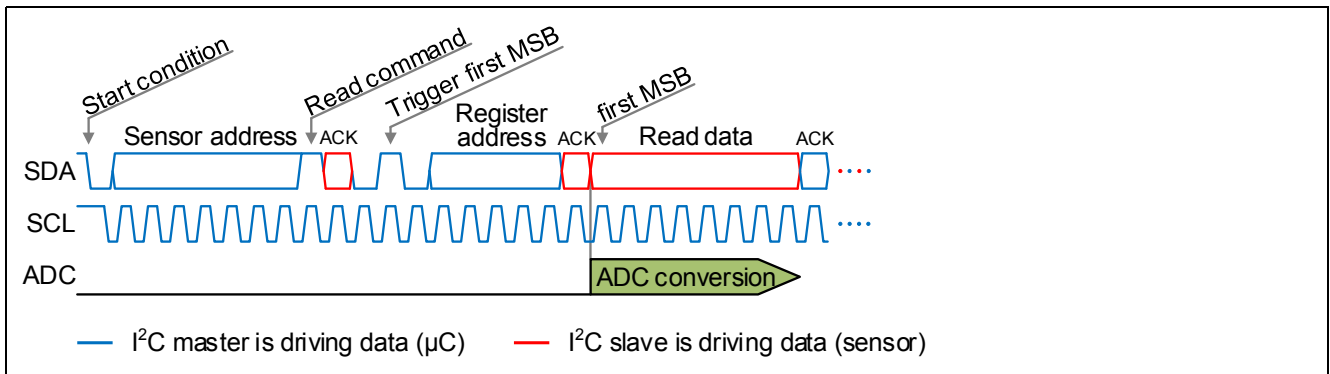 Start condition
Read command
Trigger first MSB
first MSB
Sensor address
ACK
Register
address
ACK
Read data
ACK
SDA
SCL
ADC
ADC conversion
I²C master is driving data (µC)
I²C slave is driving data (sensor)